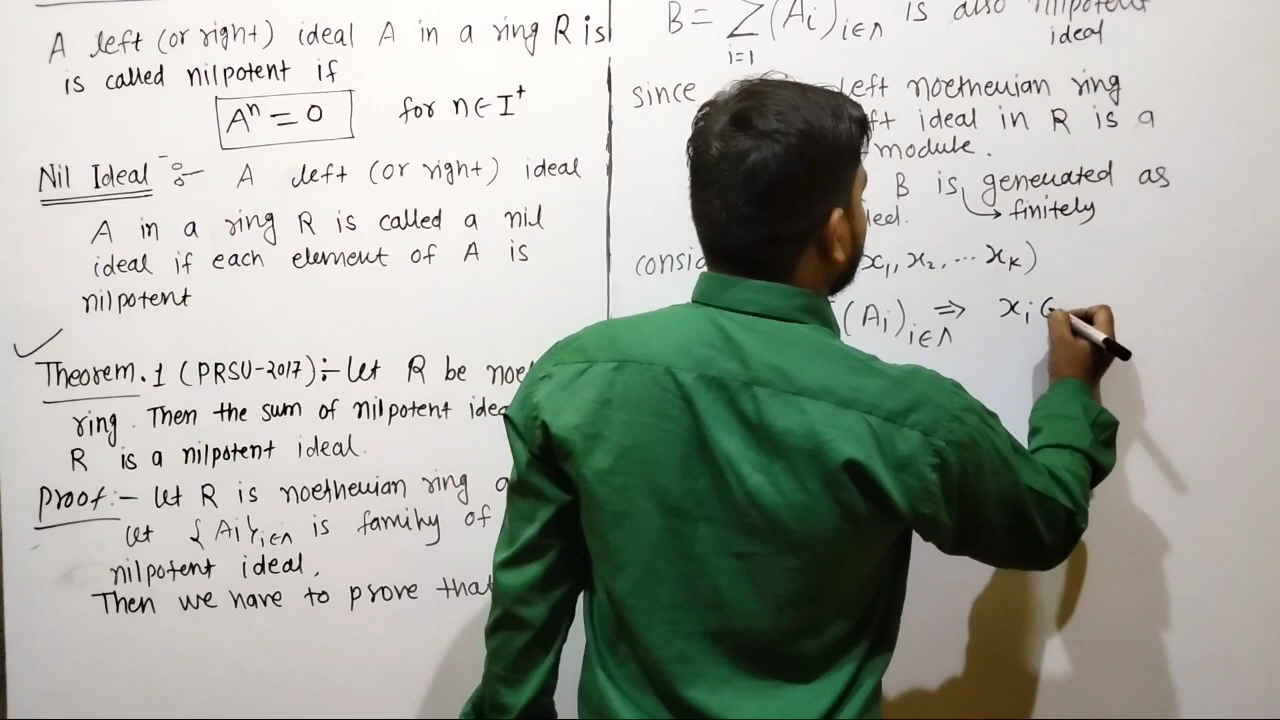 A left (or right) ideal A in a ring R is
is called nilpotent if
Aⁿ = 0 for n ∈ I⁺
Nil Ideal :- A left (or right) ideal
A in a ring R is called a nil
ideal if each element of A is
nilpotent
Theorem.1 (PRSU-2017):- let R be noe
ring. Then the sum of nilpotent idea
R is a nilpotent ideal.
Proof:- let R is noetherian ring a
let {Ai}i∈Λ is family of
nilpotent ideal,
Then we have to prove that
B = Σ i=1 (Ai)i∈Λ is also nilpotent
ideal
since left noetherian ring
ft ideal in R is a
module.
B is generated as
finitely
consid x1, x2, ... xk)
(Ai)i∈Λ ⇒ xi ∈